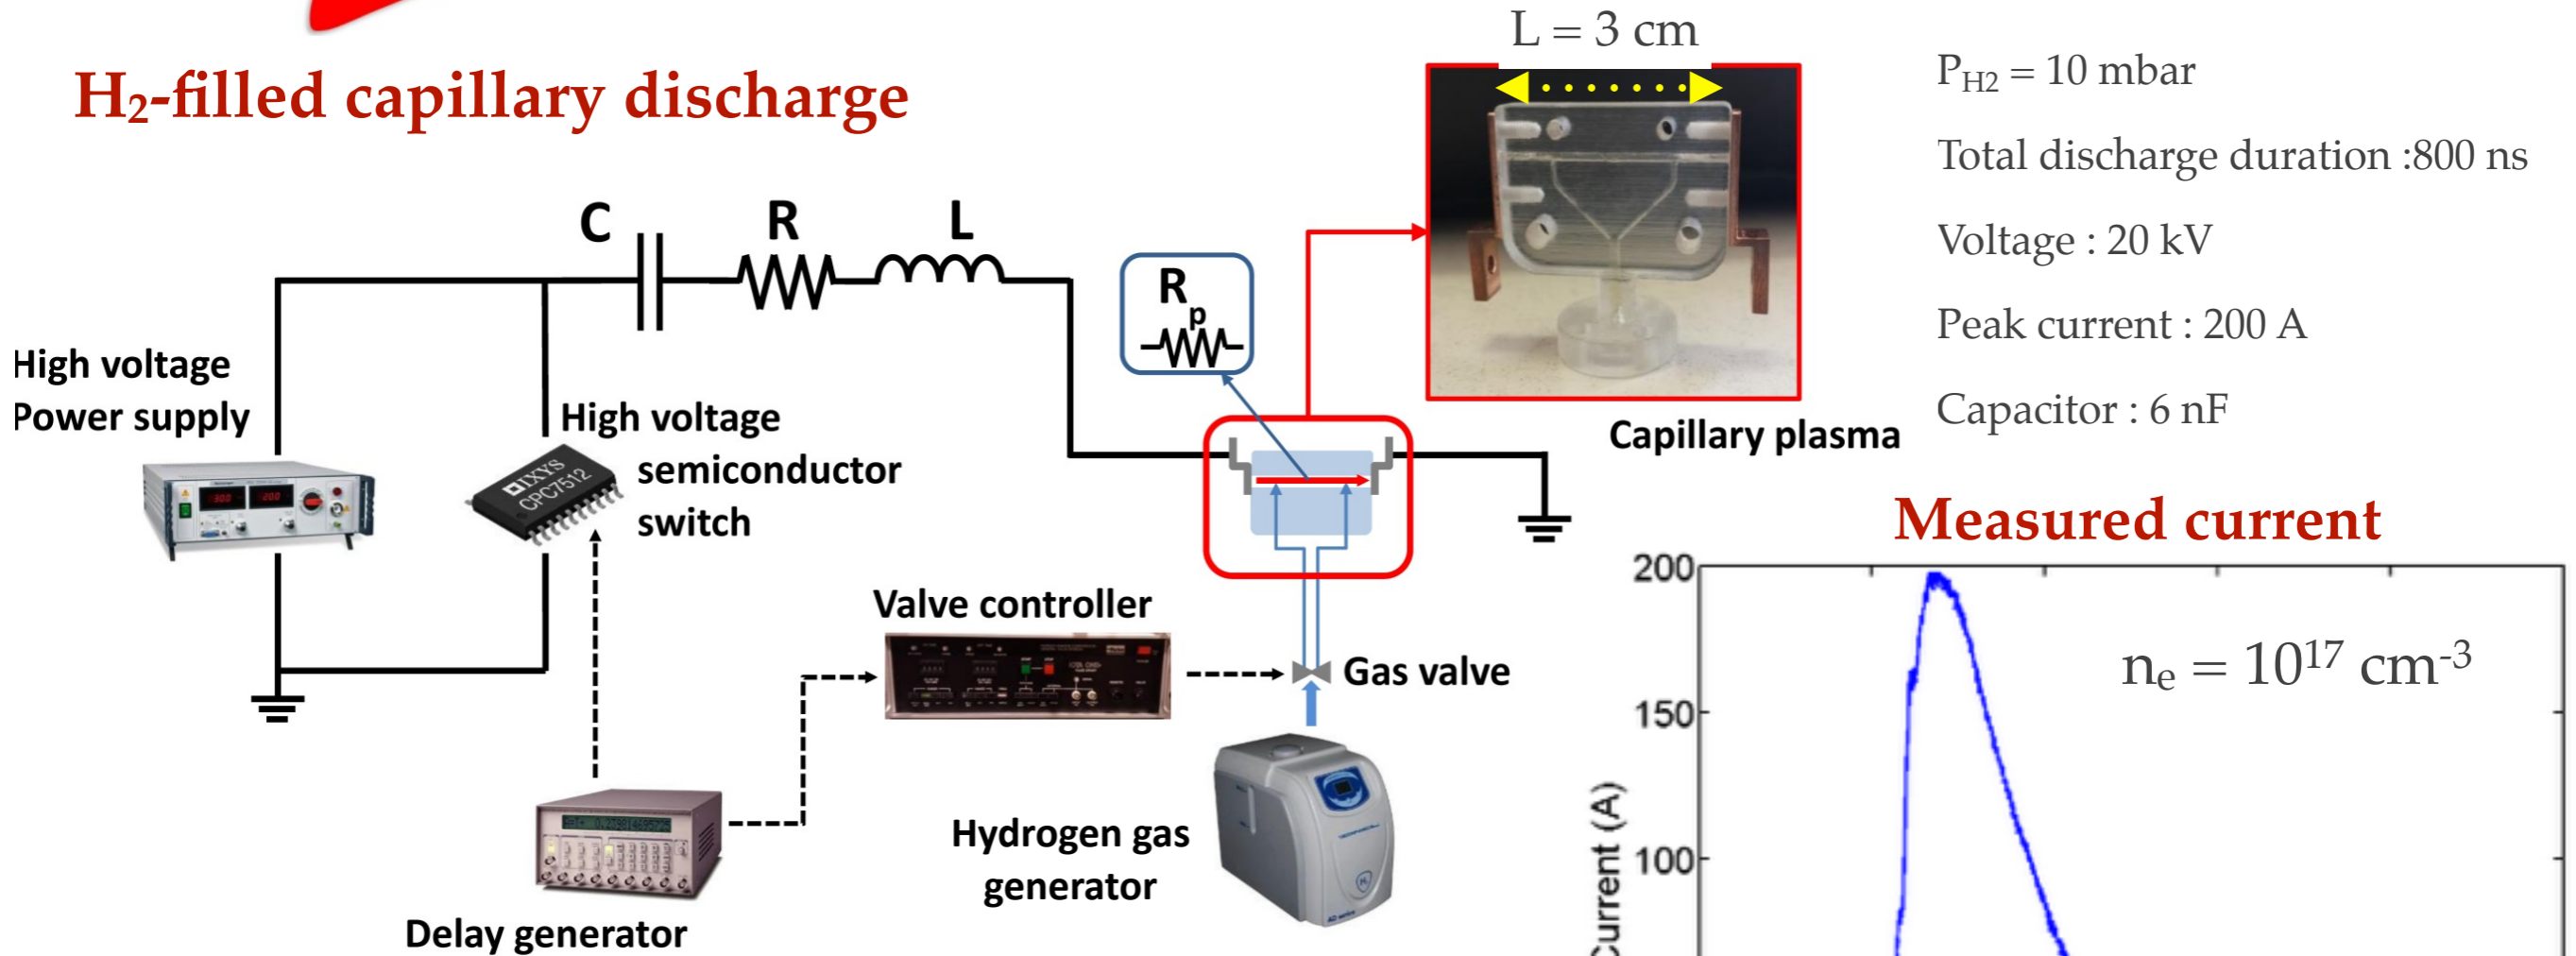 H₂-filled capillary discharge
L = 3 cm
P_H2 = 10 mbar
Total discharge duration :800 ns
Voltage : 20 kV
Peak current : 200 A
Capacitor : 6 nF
C
R
L
R_p
High voltage
Power supply
High voltage
semiconductor
switch
IXYS
CPC7512
Capillary plasma
Valve controller
Gas valve
Hydrogen gas
generator
Delay generator
Measured current
n_e = 10¹⁷ cm⁻³
200
150
100
Current (A)